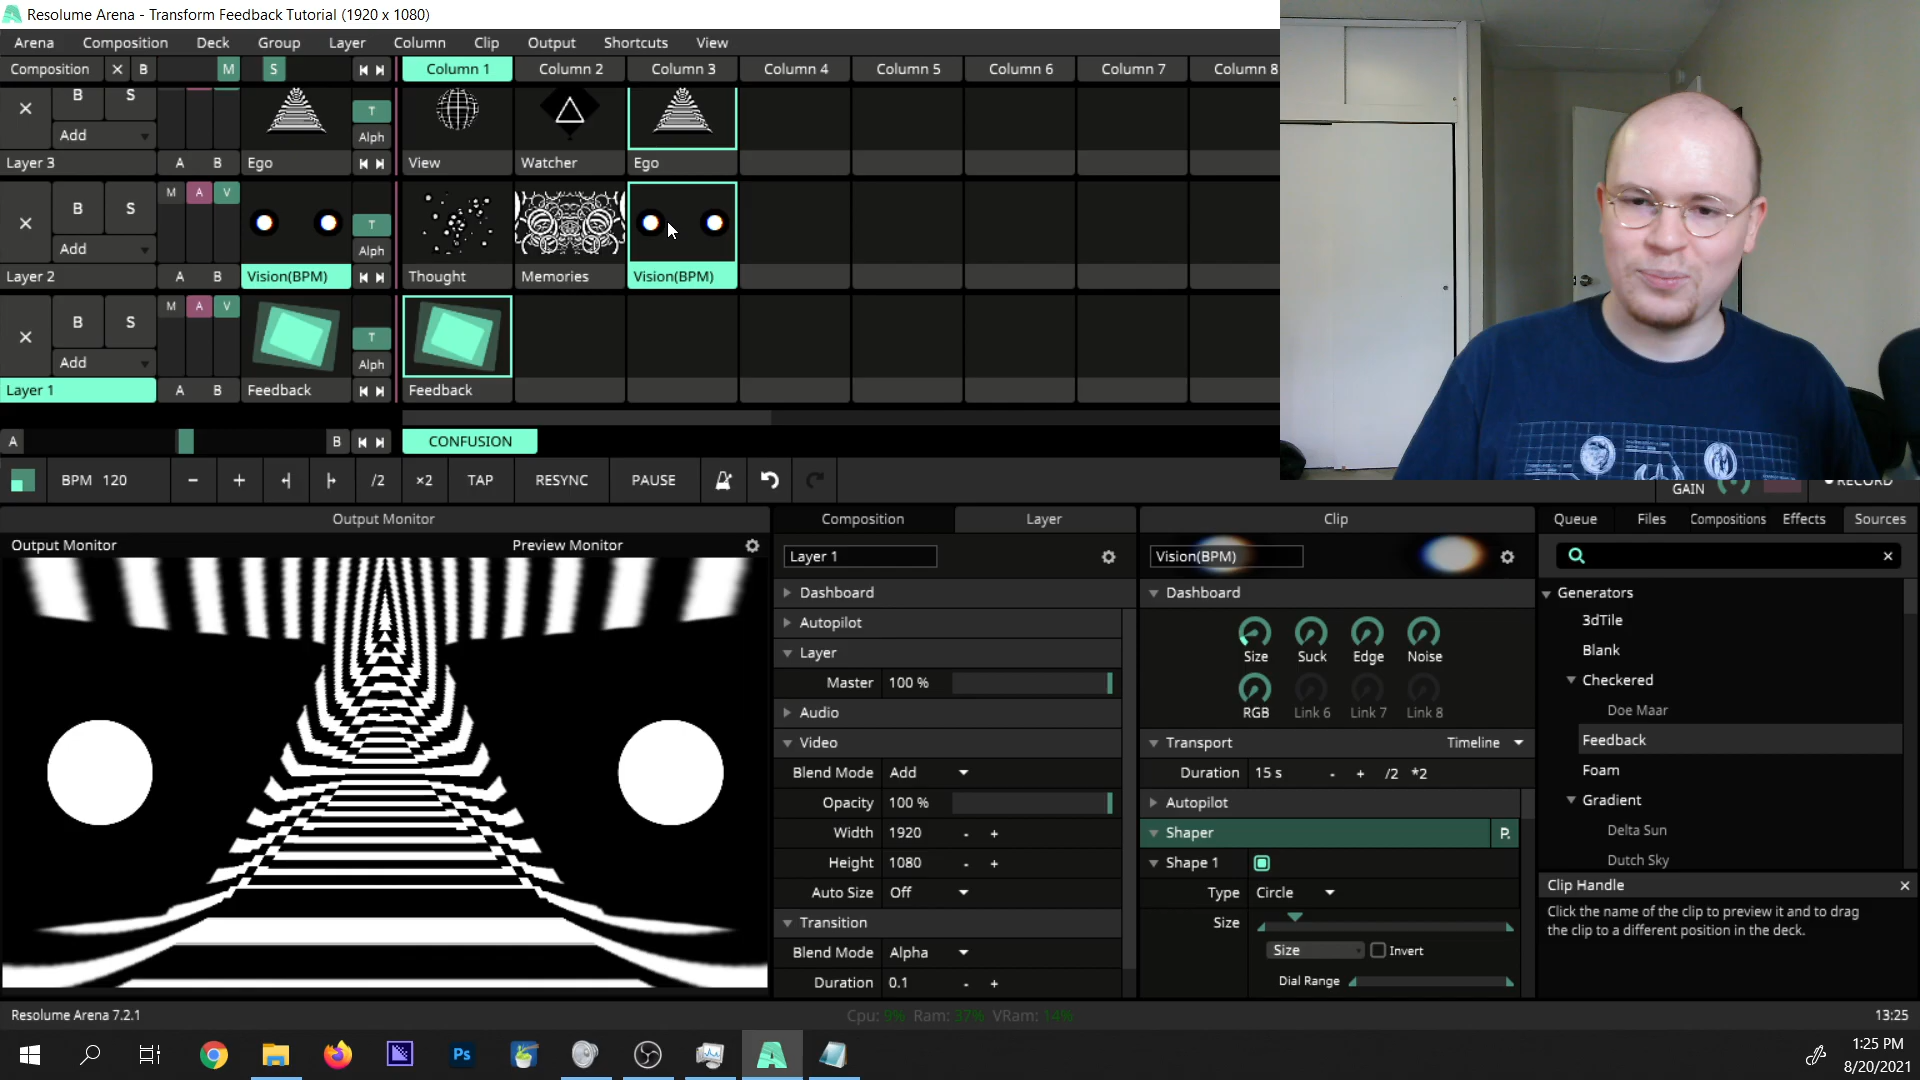 Resolume Arena - Transform Feedback Tutorial (1920 x 1080)
Arena Composition Deck Group Layer Column Clip Output Shortcuts View
Composition B M S Column 1 Column 2 Column 3 Column 4 Column 5 Column 6 Column 7 Column 8
B S T
Add Alph
Layer 3 A B Ego View Watcher Ego
M A V
B S T
Add Alph
Layer 2 A B Vision(BPM) Thought Memories Vision(BPM)
M A V
B S T
Add Alph
Layer 1 A B Feedback Feedback
A B CONFUSION
BPM 120 - + /2 ×2 TAP RESYNC PAUSE GAIN RECORD
Output Monitor Composition Layer Clip Queue Files Compositions Effects Sources
Output Monitor Preview Monitor
Layer 1
Dashboard
Autopilot
Layer
Master 100 %
Audio
Video
Blend Mode Add
Opacity 100 %
Width 1920 - +
Height 1080 - +
Auto Size Off
Transition
Blend Mode Alpha
Duration 0.1 - +
Vision(BPM)
Dashboard
Size Suck Edge Noise
RGB Link 6 Link 7 Link 8
Transport Timeline
Duration 15 s - + /2 *2
Autopilot
Shaper P.
Shape 1
Type Circle
Size
Size Invert
Dial Range
Generators
3dTile
Blank
Checkered
Doe Maar
Feedback
Foam
Gradient
Delta Sun
Dutch Sky
Clip Handle
Click the name of the clip to preview it and to drag
the clip to a different position in the deck.
Resolume Arena 7.2.1 Cpu: 9% Ram: 37% VRam: 14% 13:25
Ps
1:25 PM
8/20/2021